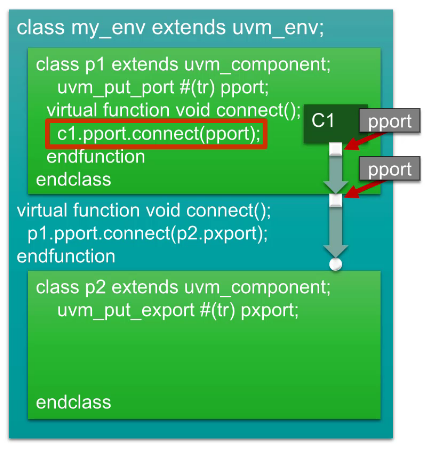 class my_env extends uvm_env;
class p1 extends uvm_component;
uvm_put_port #(tr) pport;
virtual function void connect();
c1.pport.connect(pport);
endfunction
endclass
C1
pport
pport
virtual function void connect();
p1.pport.connect(p2.pxport);
endfunction
class p2 extends uvm_component;
uvm_put_export #(tr) pxport;
endclass